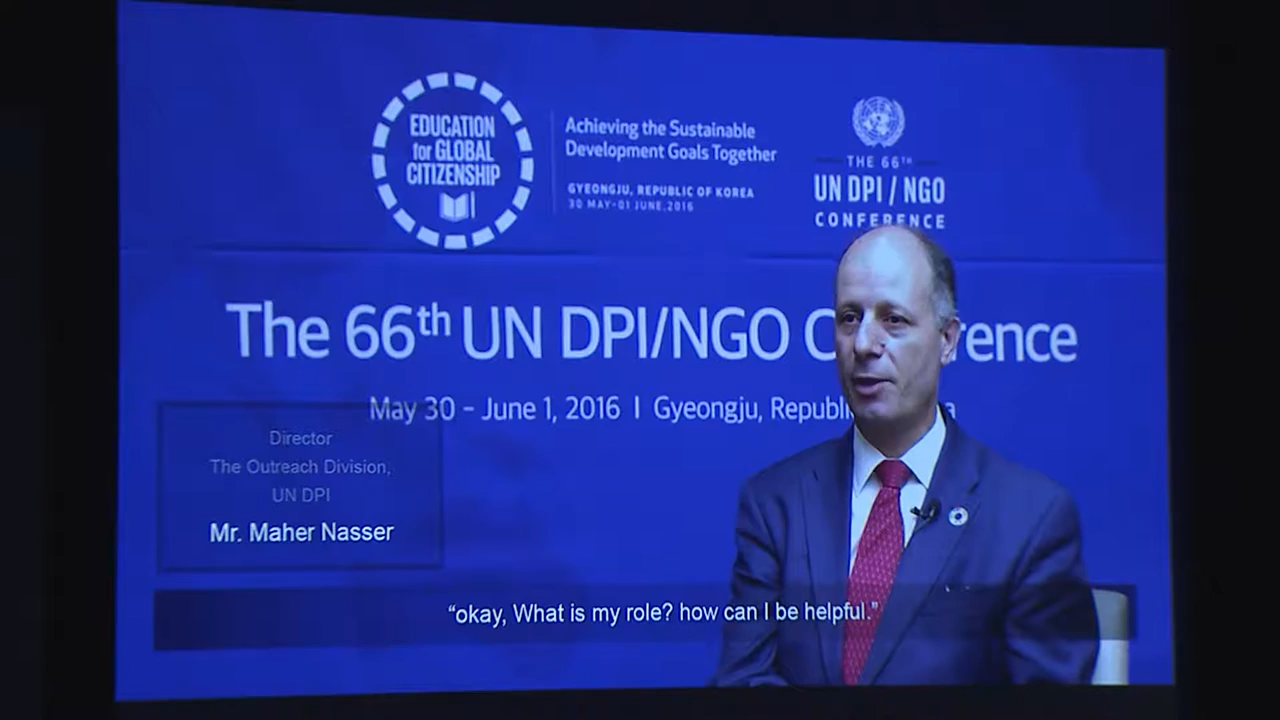 EDUCATION
for GLOBAL
CITIZENSHIP
Achieving the Sustainable
Development Goals Together
GYEONGJU, REPUBLIC OF KOREA
30 MAY-01 JUNE,2016
THE 66th
UN DPI / NGO
CONFERENCE
The 66th UN DPI/NGO C rence
May 30 – June 1, 2016 | Gyeongju, Republi a
Director
The Outreach Division,
UN DPI
Mr. Maher Nasser
“okay, What is my role? how can I be helpful.”